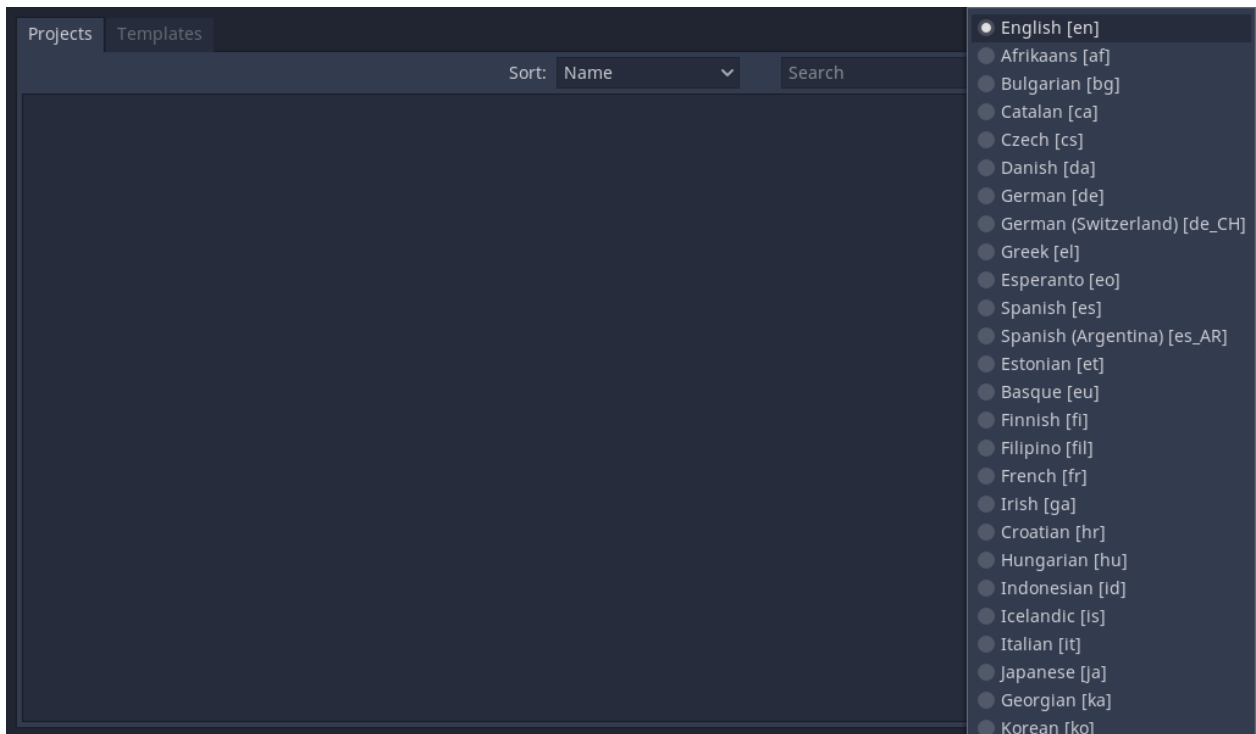 Projects Templates
Sort: Name Search
English [en]
Afrikaans [af]
Bulgarian [bg]
Catalan [ca]
Czech [cs]
Danish [da]
German [de]
German (Switzerland) [de_CH]
Greek [el]
Esperanto [eo]
Spanish [es]
Spanish (Argentina) [es_AR]
Estonian [et]
Basque [eu]
Finnish [fi]
Filipino [fil]
French [fr]
Irish [ga]
Croatian [hr]
Hungarian [hu]
Indonesian [id]
Icelandic [is]
Italian [it]
Japanese [ja]
Georgian [ka]
Korean [ko]